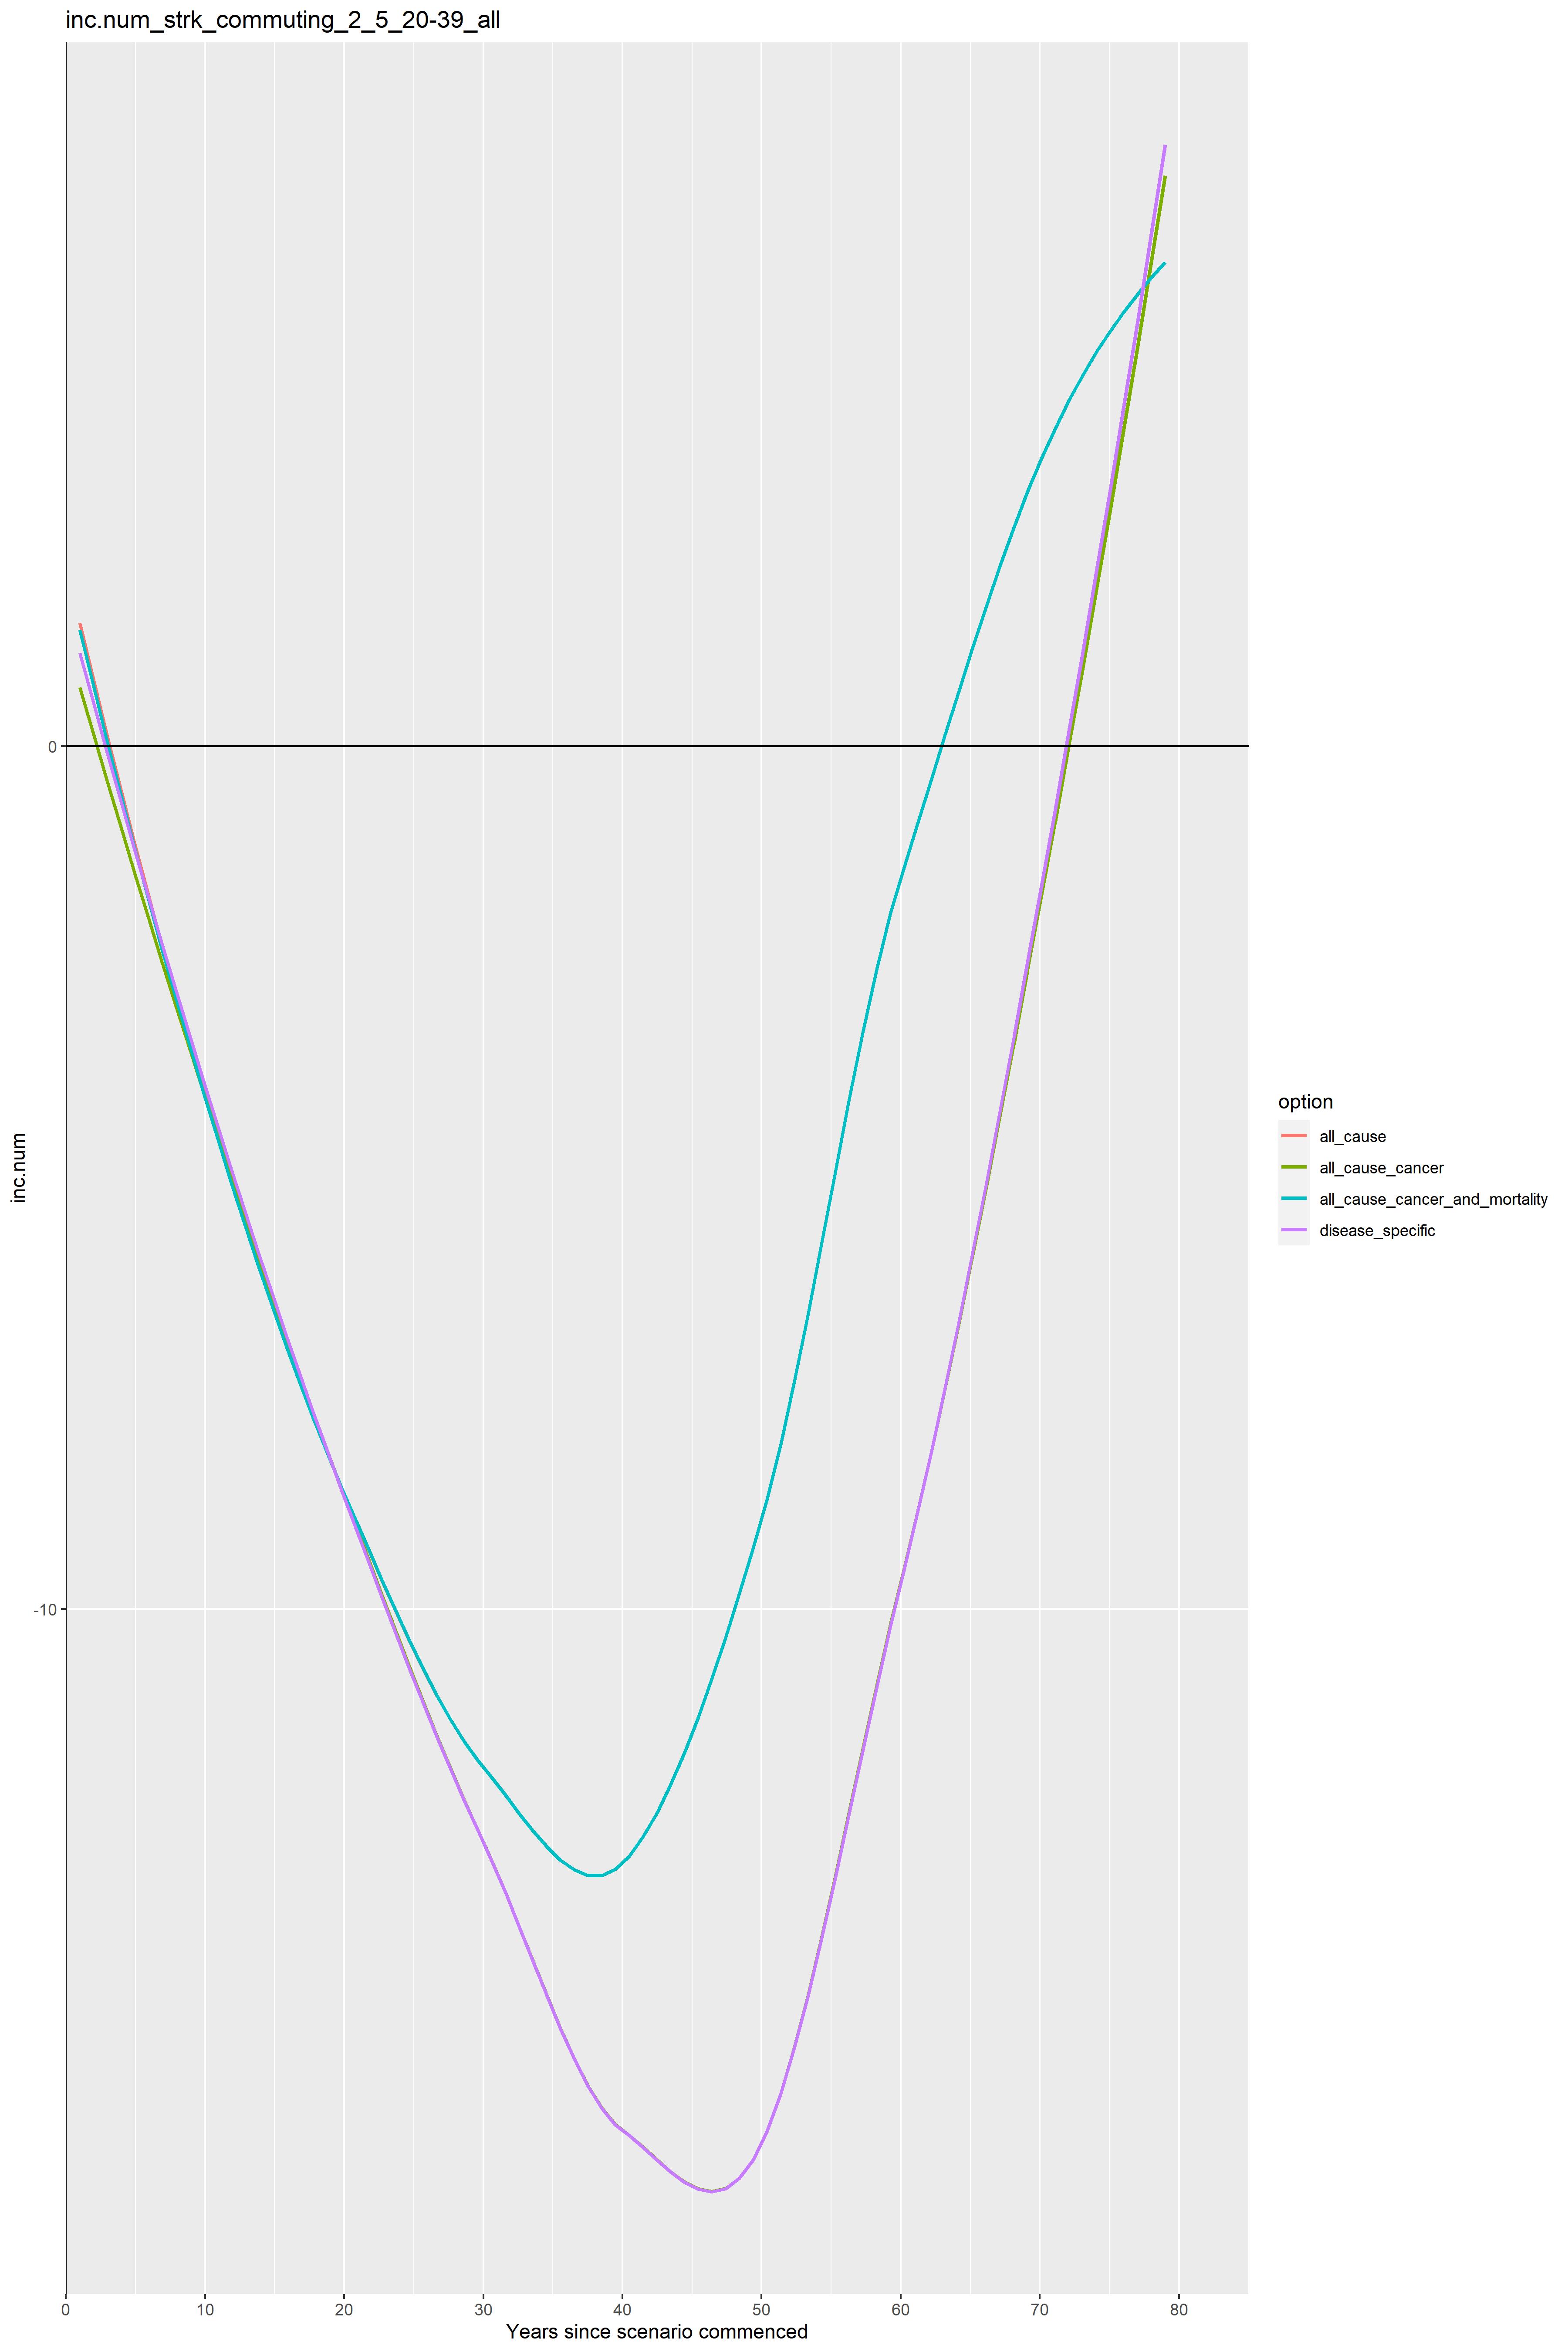 inc.num_strk_commuting_2_5_20-39_all
inc.num
0
-10
0 10 20 30 40 50 60 70 80
Years since scenario commenced
option
all_cause
all_cause_cancer
all_cause_cancer_and_mortality
disease_specific